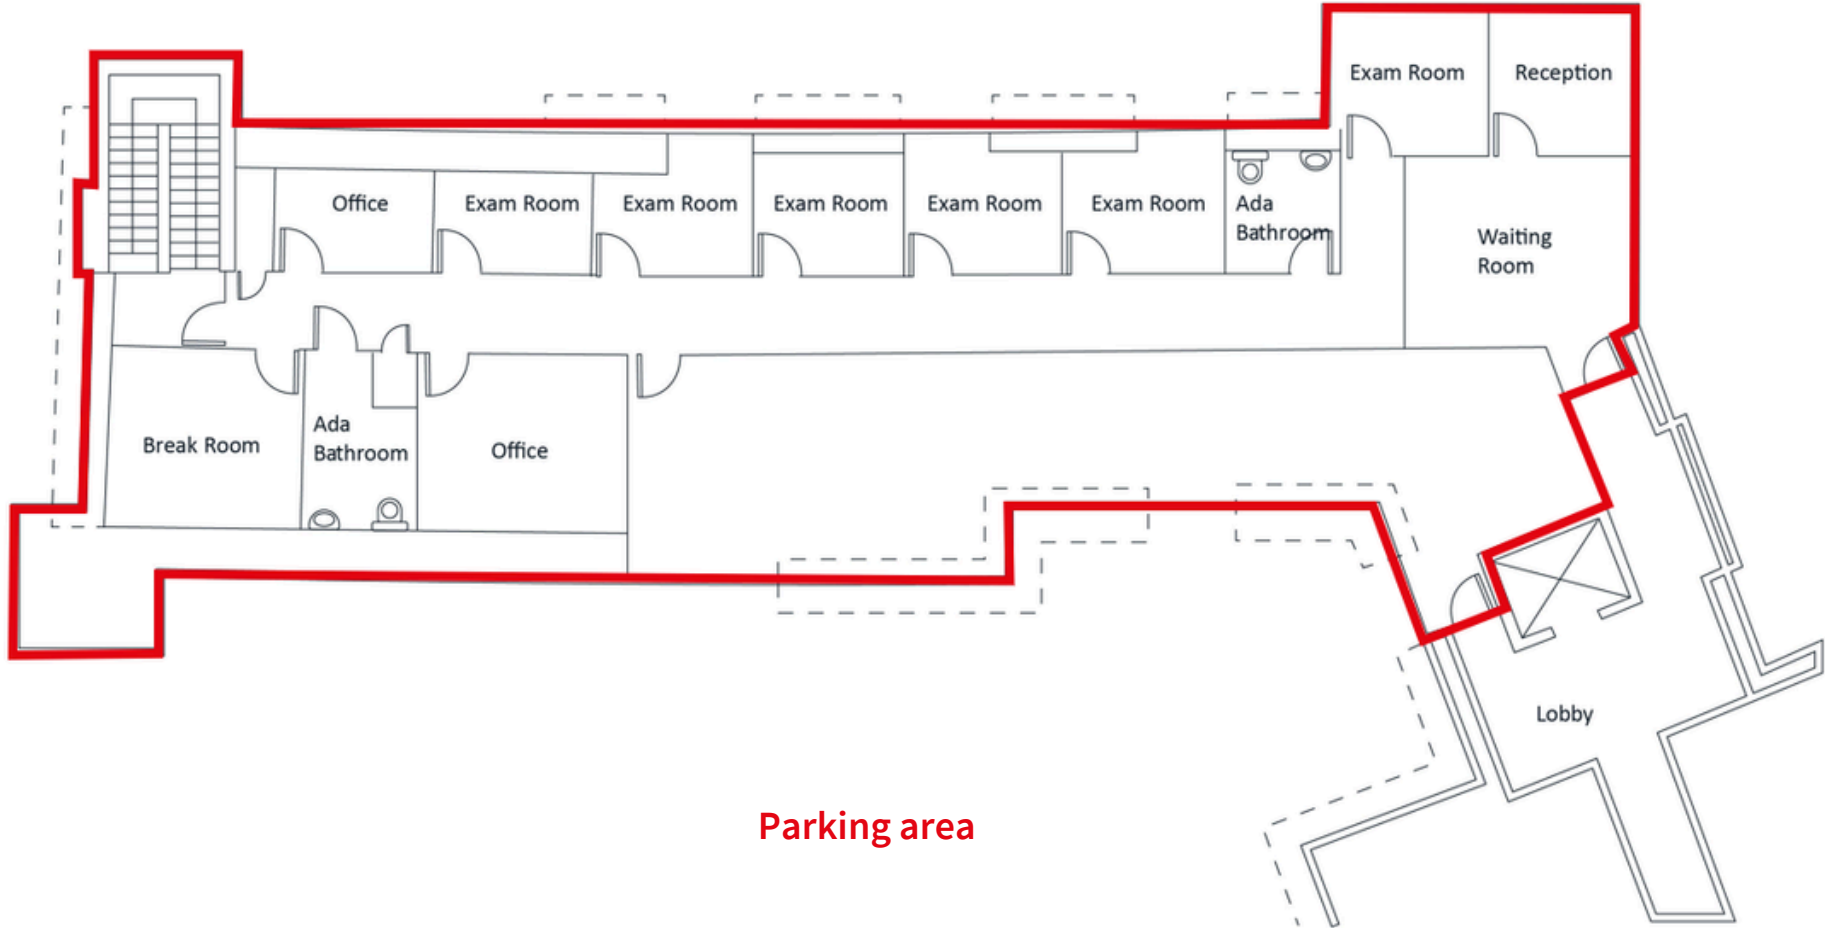 Exam Room
Reception
Office
Exam Room
Exam Room
Exam Room
Exam Room
Exam Room
Ada
Bathroom
Waiting
Room
Break Room
Ada
Bathroom
Office
Lobby
Parking area